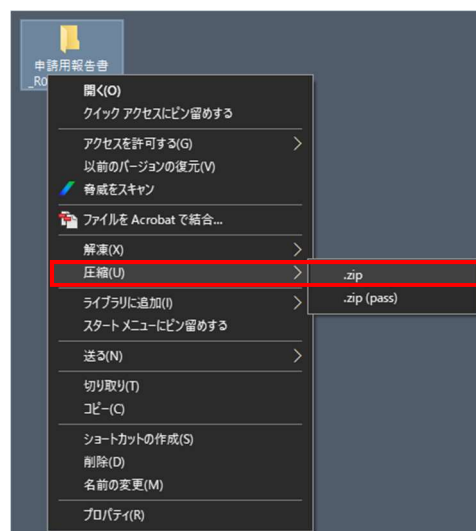 申請用報告書
_Ro
開く(O)
クイック アクセスにピン留めする
アクセスを許可する(G)
以前のバージョンの復元(V)
脅威をスキャン
ファイルを Acrobat で結合...
解凍(X)
圧縮(U)
.zip
.zip (pass)
ライブラリに追加(I)
スタート メニューにピン留めする
送る(N)
切り取り(T)
コピー(C)
ショートカットの作成(S)
削除(D)
名前の変更(M)
プロパティ(R)